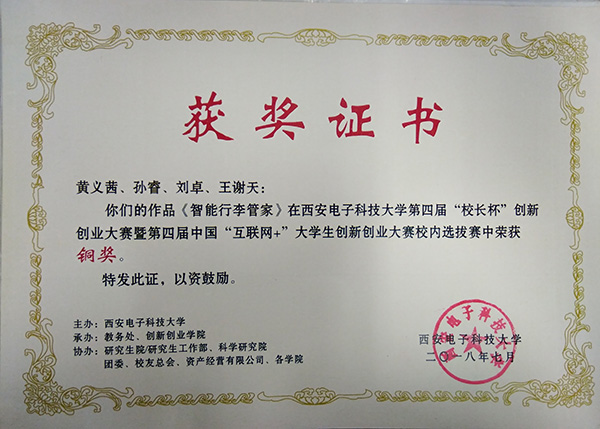 获奖证书
黄义茜、孙睿、刘卓、王谢天：
你们的作品《智能行李管家》在西安电子科技大学第四届“校长杯”创新
创业大赛暨第四届中国“互联网+”大学生创新创业大赛校内选拔赛中荣获
铜奖。
特发此证，以资鼓励。
主办：西安电子科技大学
承办：教务处、创新创业学院
协办：研究生院/研究生工作部、科学研究院
团委、校友总会、资产经营有限公司、各学院
西安电子科技大学
西安电子科技大学
二〇一八年七月